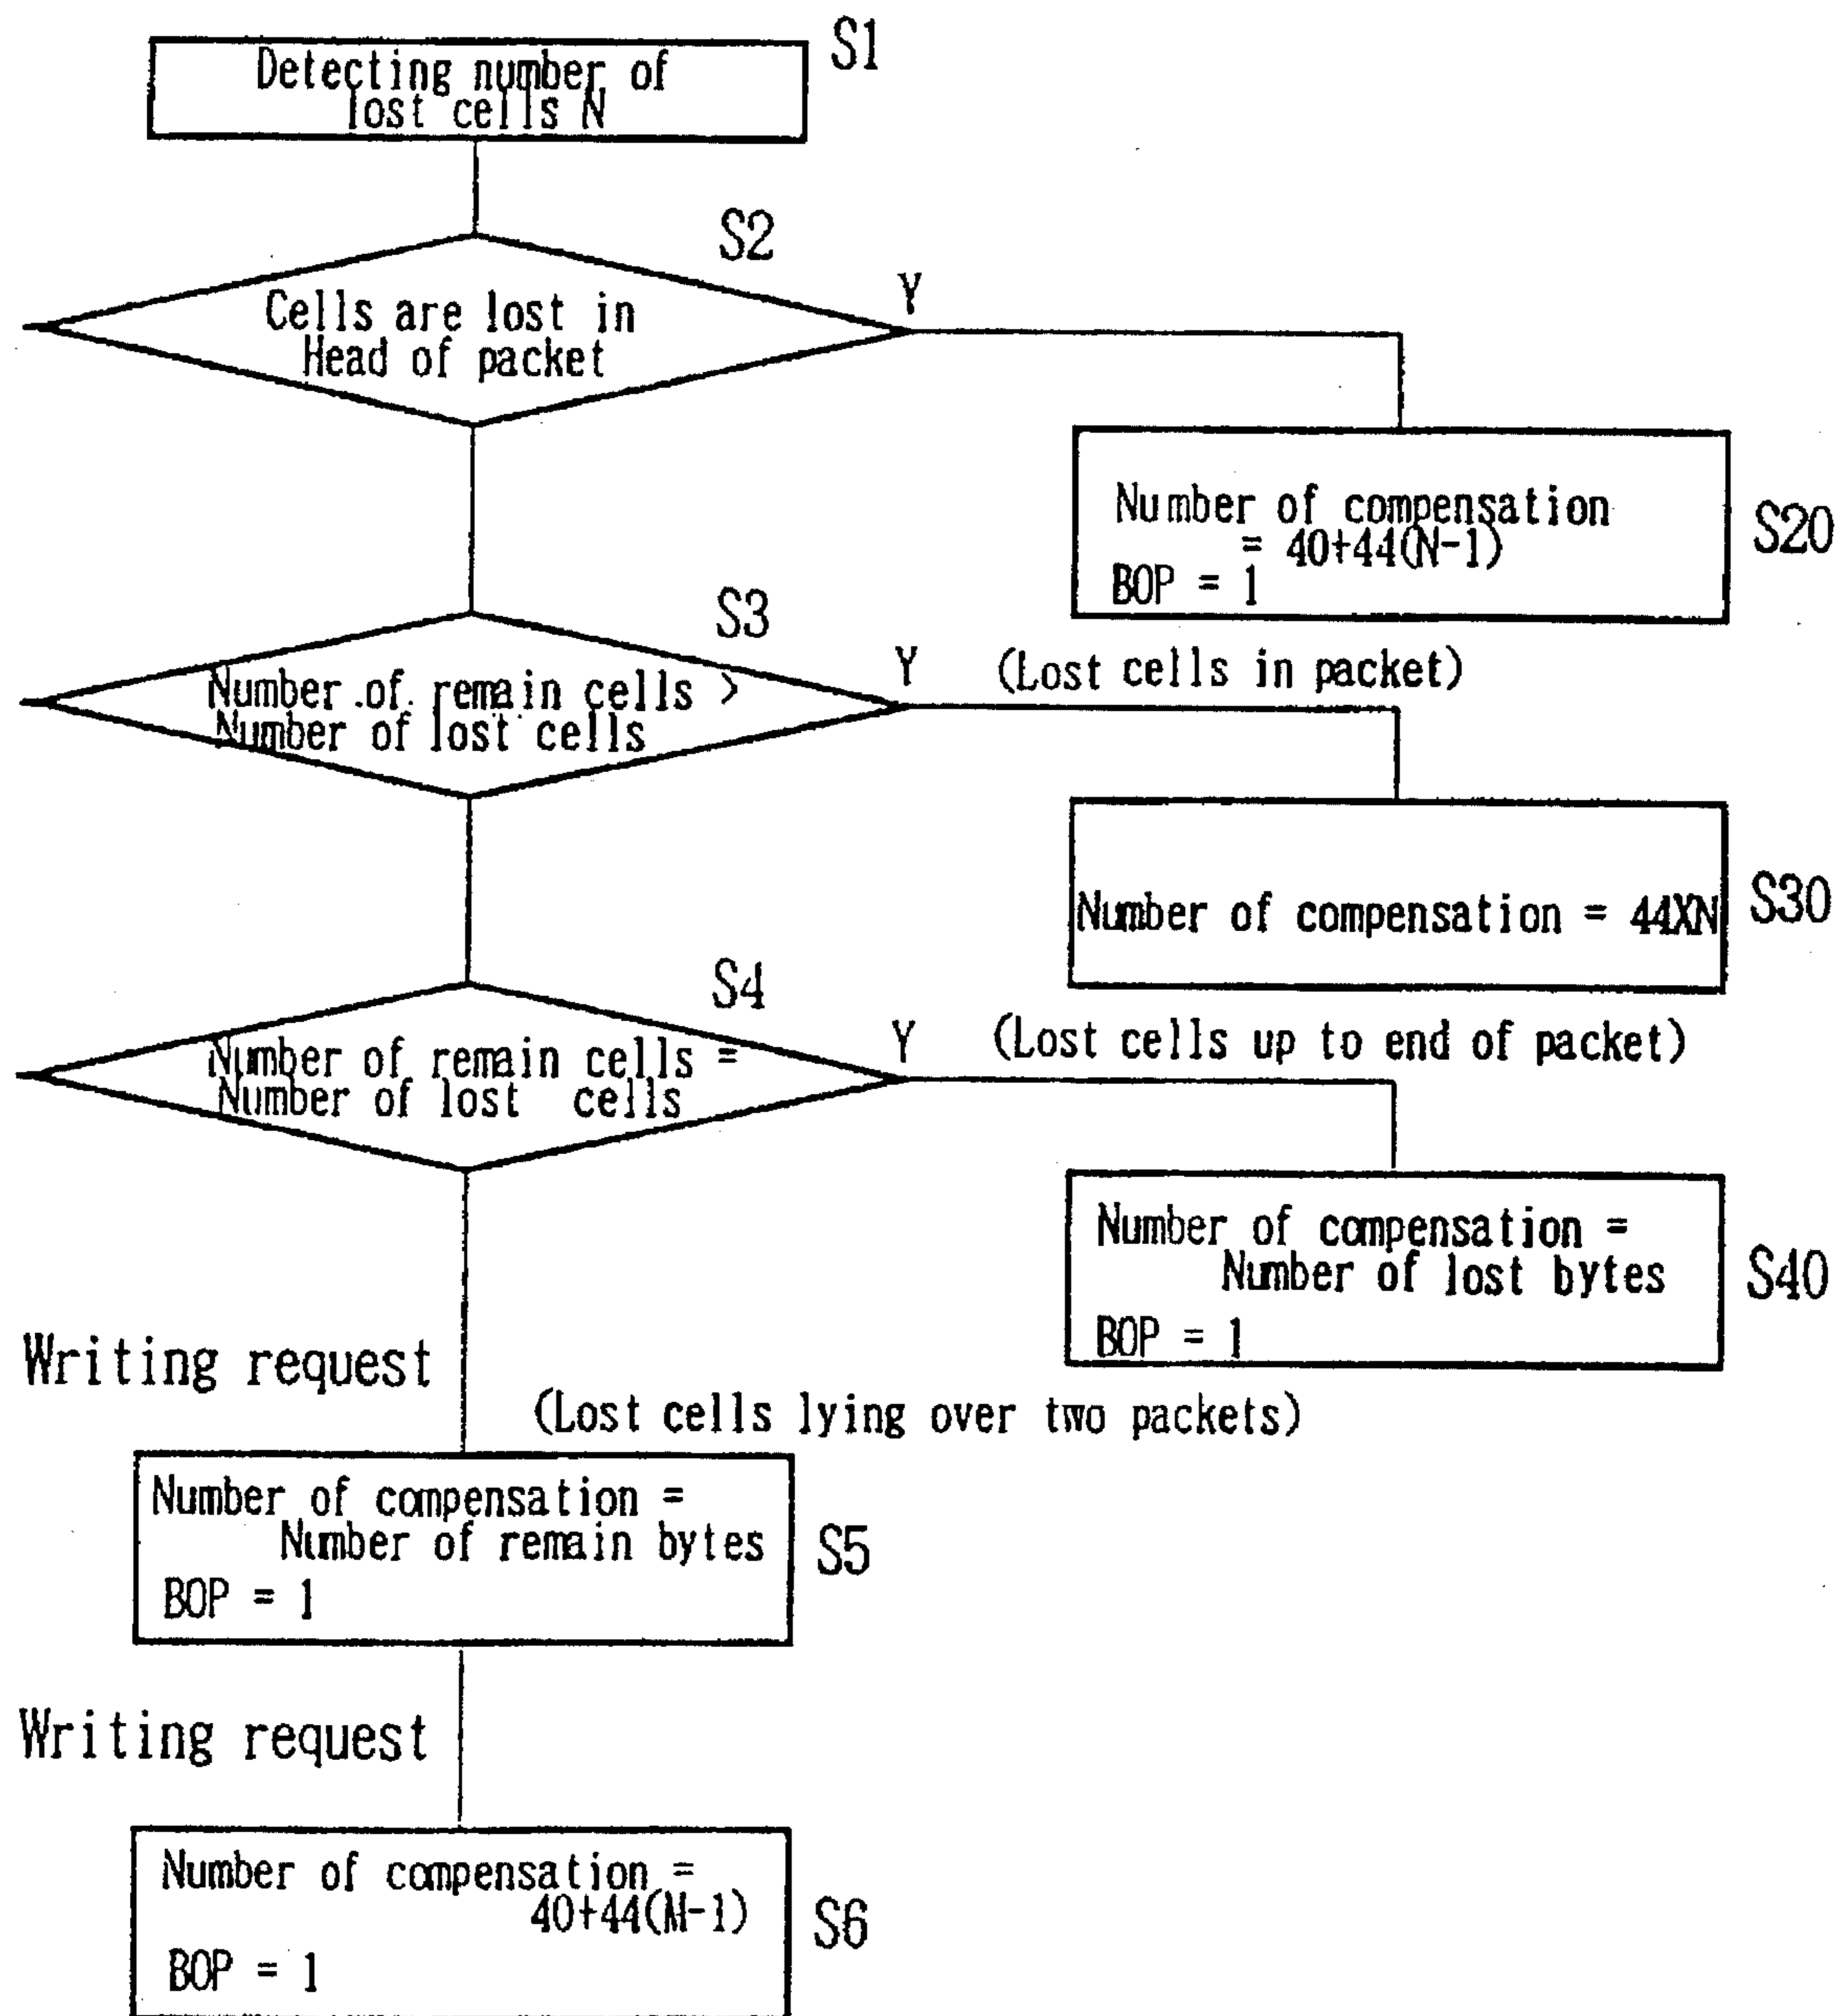 S1
Detecting number of
lost cells N
S2
Y
Cells are lost in
Head of packet
Number of compensation
= 40+44(N-1)
BOP = 1
S20
S3
Y
(Lost cells in packet)
Number of remain cells >
Number of lost cells
Number of compensation = 44XN
S30
S4
Y
(Lost cells up to end of packet)
Number of remain cells =
Number of lost cells
Number of compensation =
Number of lost bytes
BOP = 1
S40
Writing request
(Lost cells lying over two packets)
Number of compensation =
Number of remain bytes
BOP = 1
S5
Writing request
Number of compensation =
40+44(M-1)
BOP = 1
S6